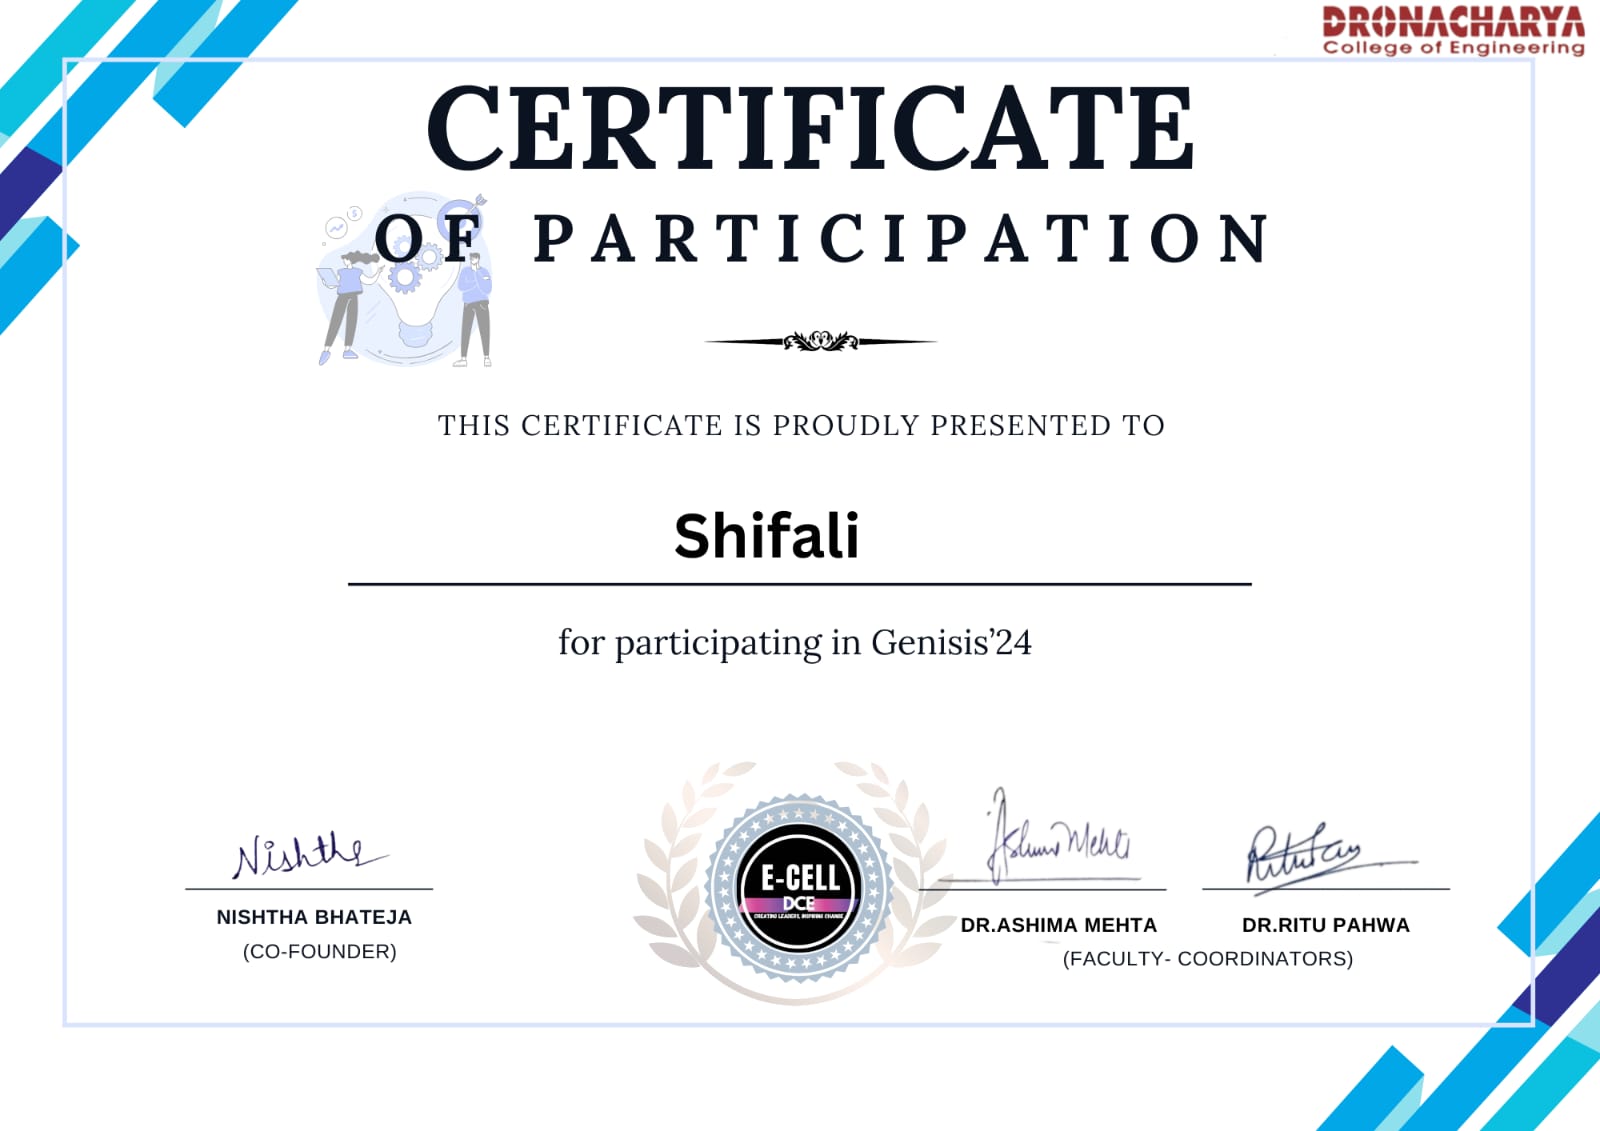 DRONACHARYA
College of Engineering
CERTIFICATE
OF PARTICIPATION
THIS CERTIFICATE IS PROUDLY PRESENTED TO
Shifali
for participating in Genisis’24
Nishtha
Ashima Mehta
E-CELL
DCE
CREATING LEADERS, INSPIRING CHANGE
NISHTHA BHATEJA
(CO-FOUNDER)
DR.ASHIMA MEHTA
DR.RITU PAHWA
(FACULTY- COORDINATORS)